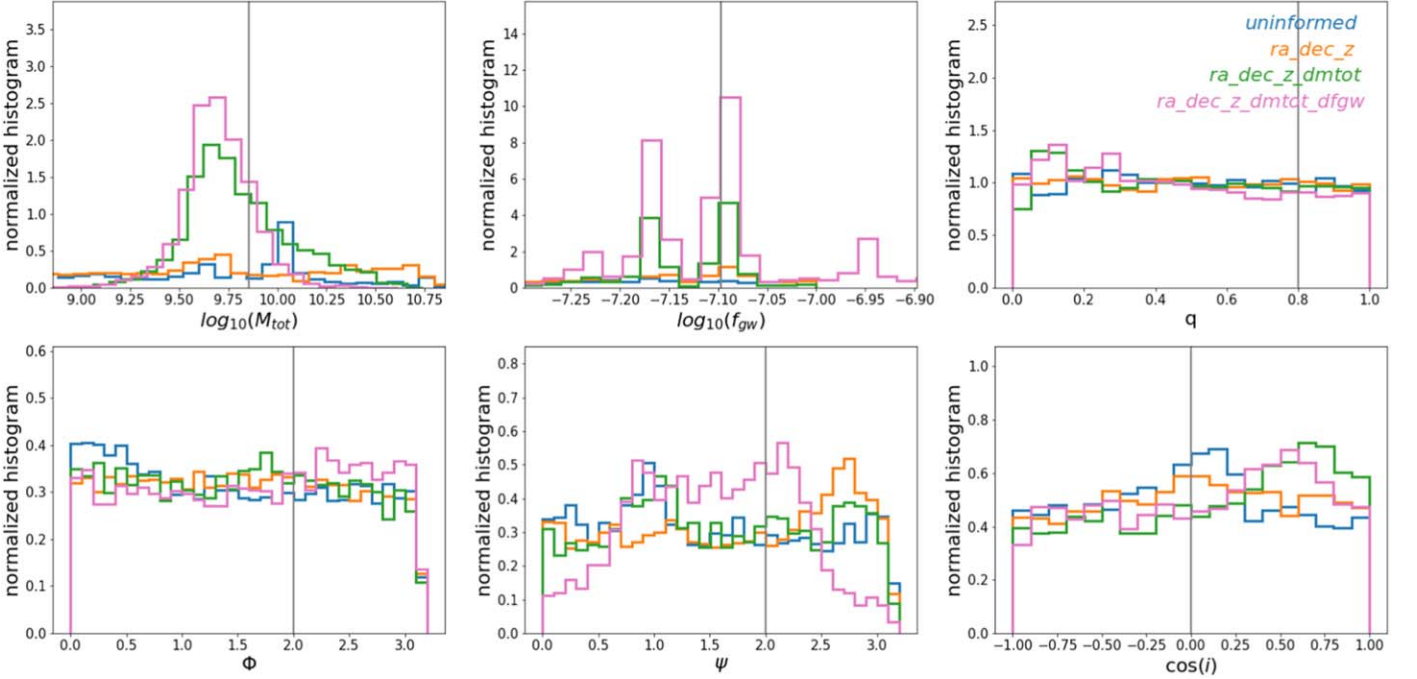 normalized histogram
3.5
3.0
2.5
2.0
1.5
1.0
0.5
0.0
9.00 9.25 9.50 9.75 10.00 10.25 10.50 10.75
log10(Mtot)
normalized histogram
14
12
10
8
6
4
2
0
−7.25 −7.20 −7.15 −7.10 −7.05 −7.00 −6.95 −6.90
log10(fgw)
normalized histogram
2.5
2.0
1.5
1.0
0.5
0.0
uninformed
ra_dec_z
ra_dec_z_dmtot
ra_dec_z_dmtot_dfgw
0.0 0.2 0.4 0.6 0.8 1.0
q
normalized histogram
0.6
0.5
0.4
0.3
0.2
0.1
0.0
0.0 0.5 1.0 1.5 2.0 2.5 3.0
Φ
normalized histogram
0.8
0.7
0.6
0.5
0.4
0.3
0.2
0.1
0.0
0.0 0.5 1.0 1.5 2.0 2.5 3.0
ψ
normalized histogram
1.0
0.8
0.6
0.4
0.2
0.0
−1.00 −0.75 −0.50 −0.25 0.00 0.25 0.50 0.75 1.00
cos(i)